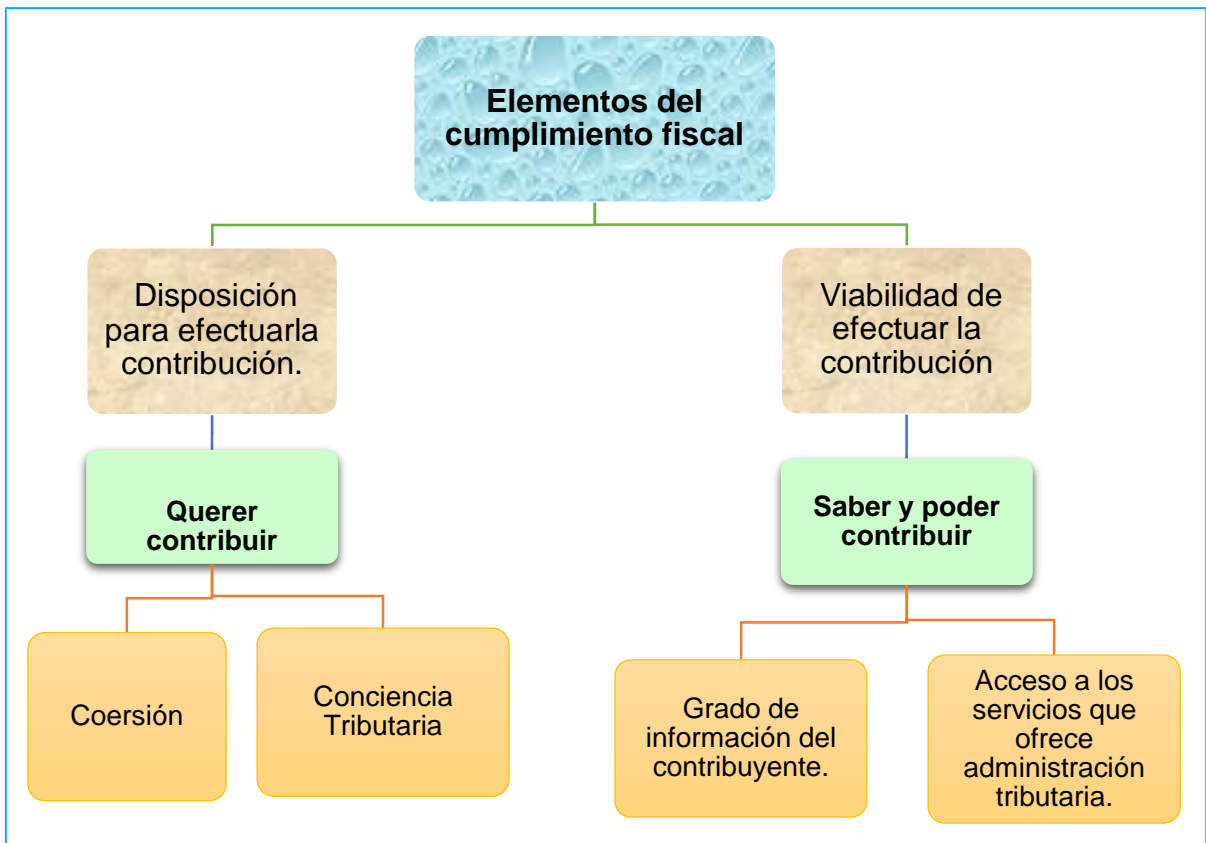 Elementos del
cumplimiento fiscal
Disposición
para efectuarla
contribución.
Viabilidad de
efectuar la
contribución
Querer
contribuir
Saber y poder
contribuir
Coersión
Conciencia
Tributaria
Grado de
información del
contribuyente.
Acceso a los
servicios que
ofrece
administración
tributaria.